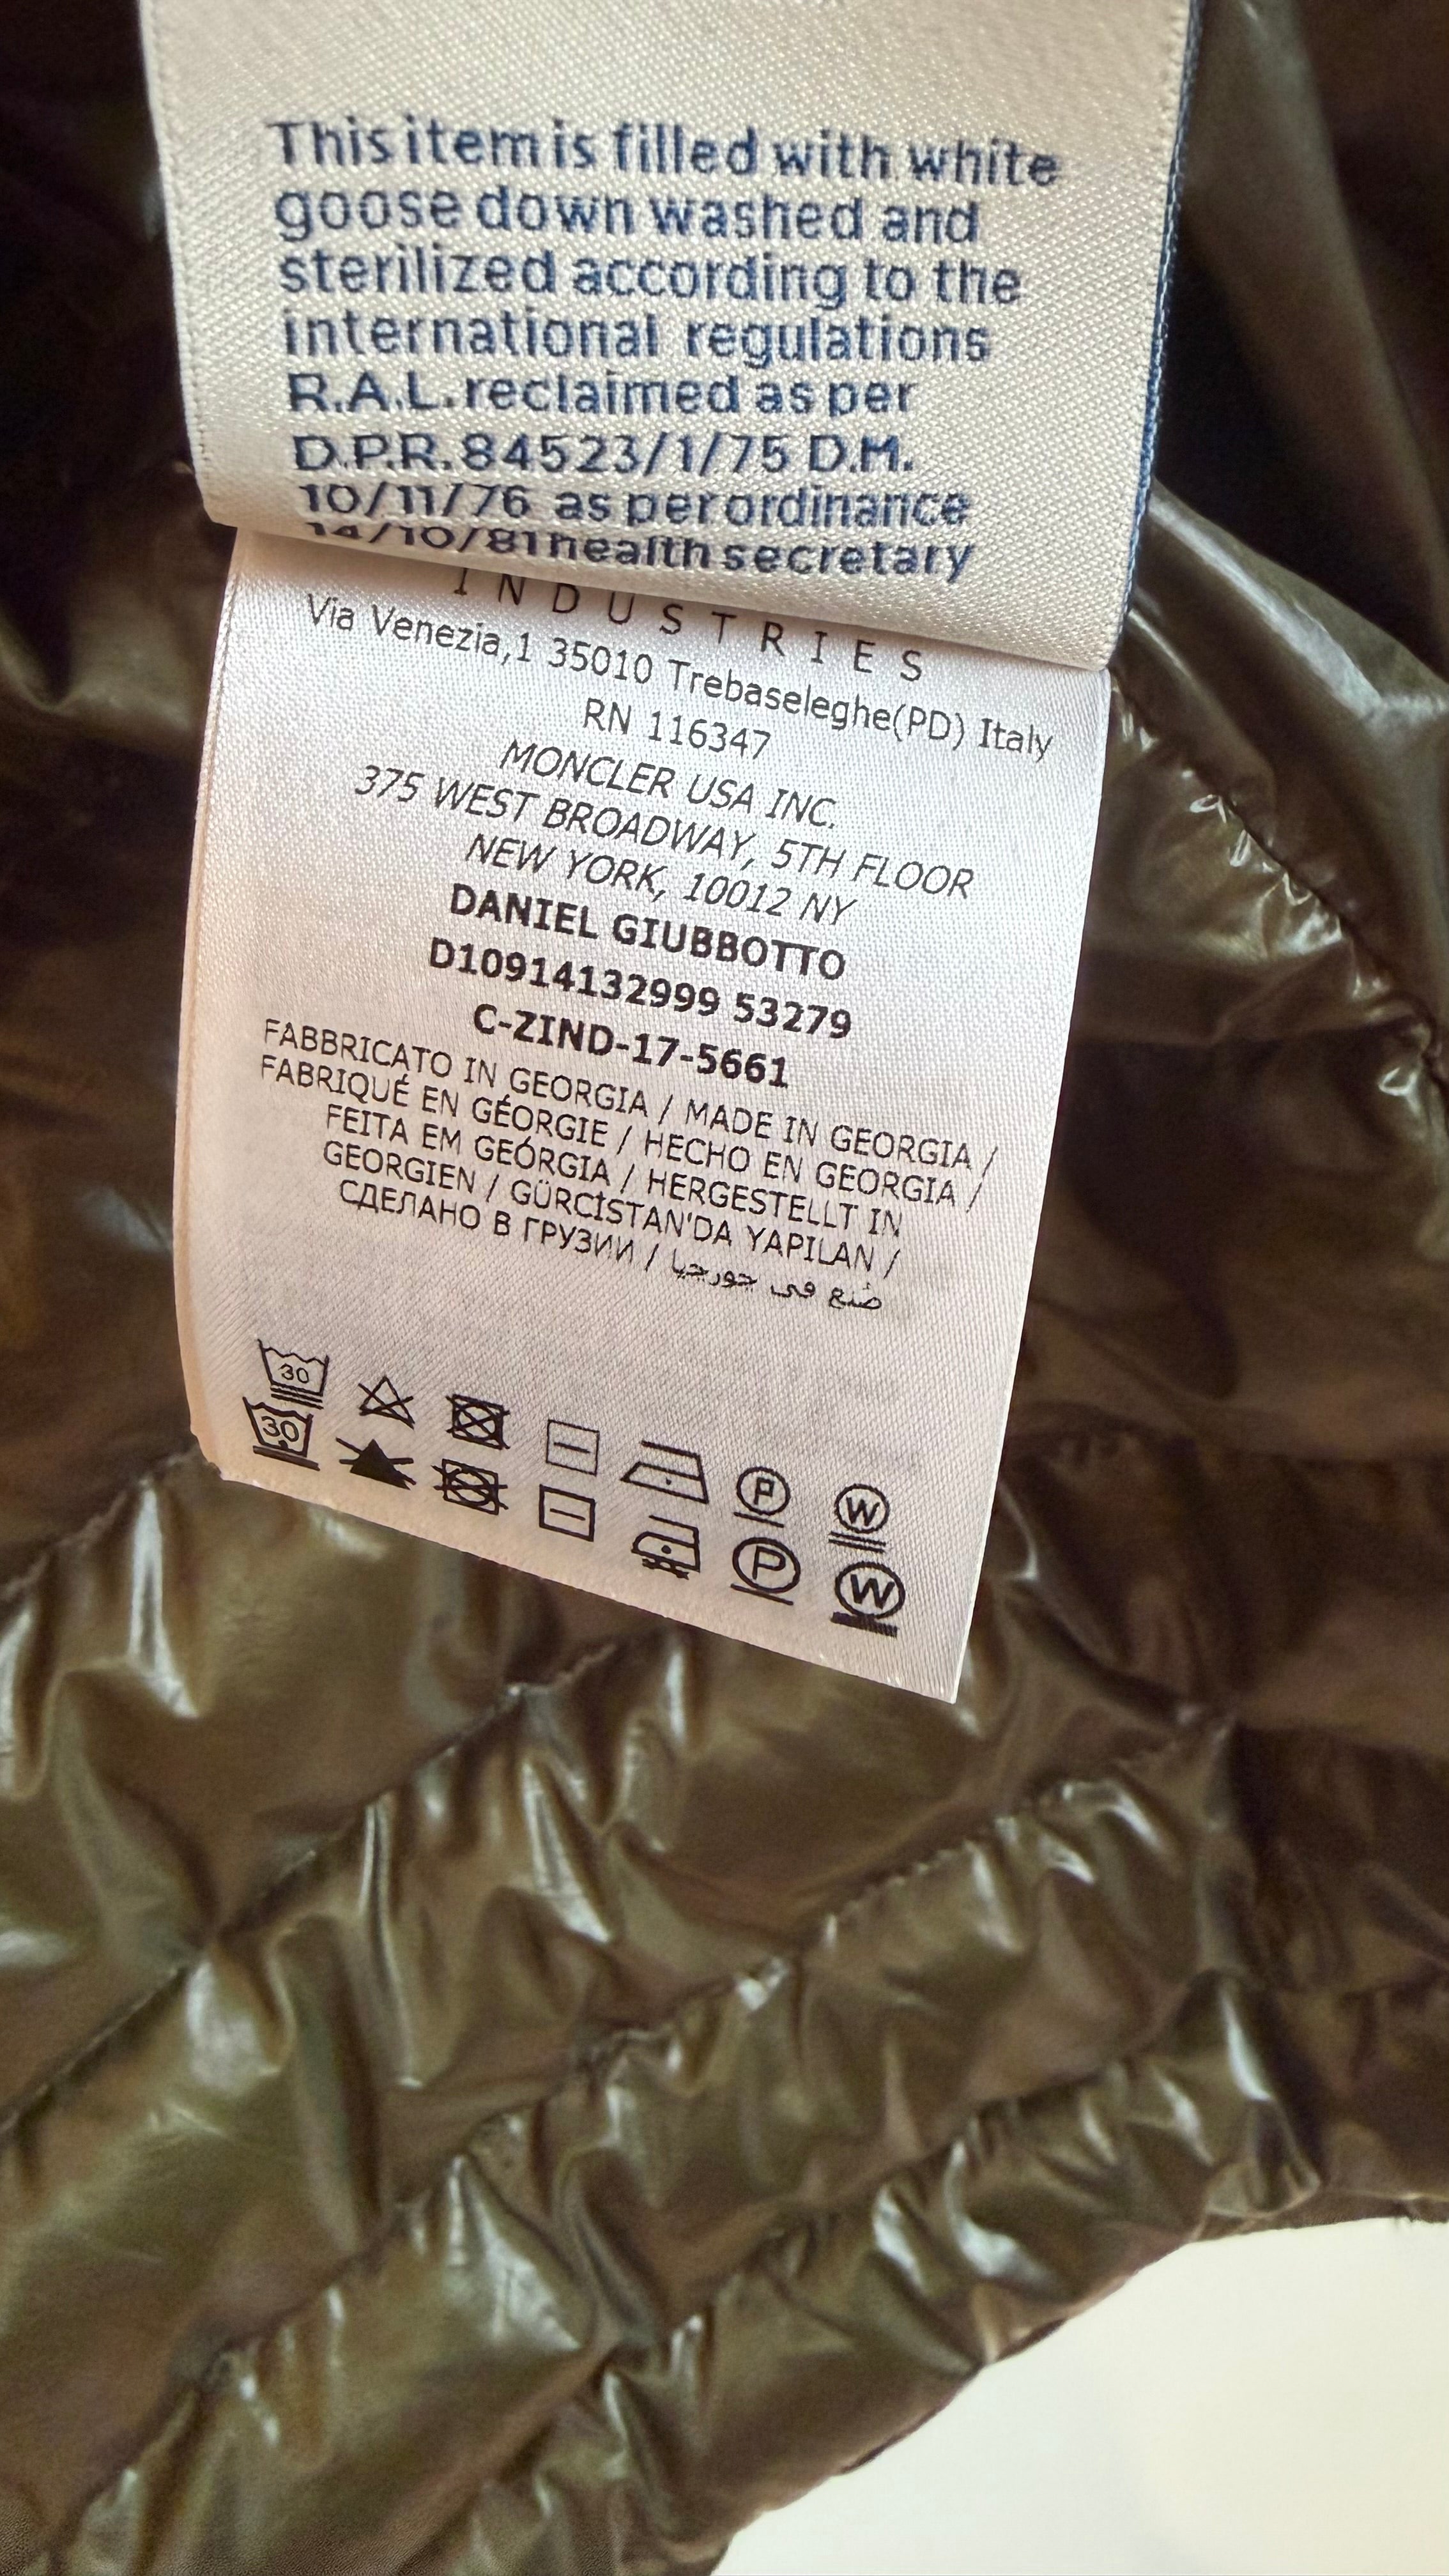 This item is filled with white
goose down washed and
sterilized according to the
international regulations
R.A.L. reclaimed as per
D.P.R. 84523/1/75 D.M.
10/11/76 as per ordinance
14/10/81 health secretary
INDUSTRIES
Via Venezia,1 35010 Trebaseleghe(PD) Italy
RN 116347
MONCLER USA INC.
375 WEST BROADWAY, 5TH FLOOR
NEW YORK, 10012 NY
DANIEL GIUBBOTTO
D10914132999 53279
C-ZIND-17-5661
FABBRICATO IN GEORGIA / MADE IN GEORGIA /
FABRIQUÉ EN GÉORGIE / HECHO EN GEORGIA /
FEITA EM GEÓRGIA / HERGESTELLT IN
GEORGIEN / GÜRCİSTAN'DA YAPILAN /
СДЕЛАНО В ГРУЗИИ / صنع في جورجيا
30 P W
30 P W